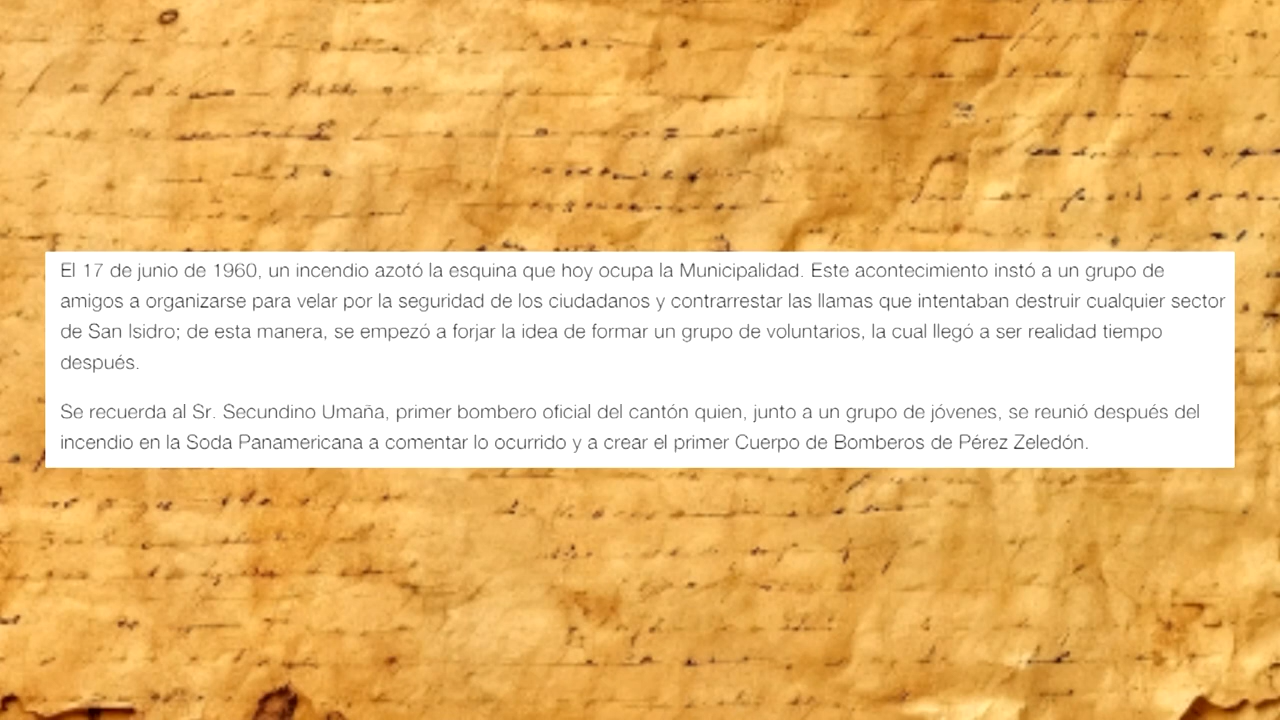 El 17 de junio de 1960, un incendio azotó la esquina que hoy ocupa la Municipalidad. Este acontecimiento instó a un grupo de
amigos a organizarse para velar por la seguridad de los ciudadanos y contrarrestar las llamas que intentaban destruir cualquier sector
de San Isidro; de esta manera, se empezó a forjar la idea de formar un grupo de voluntarios, la cual llegó a ser realidad tiempo
después.
Se recuerda al Sr. Secundino Umaña, primer bombero oficial del cantón quien, junto a un grupo de jóvenes, se reunió después del
incendio en la Soda Panamericana a comentar lo ocurrido y a crear el primer Cuerpo de Bomberos de Pérez Zeledón.